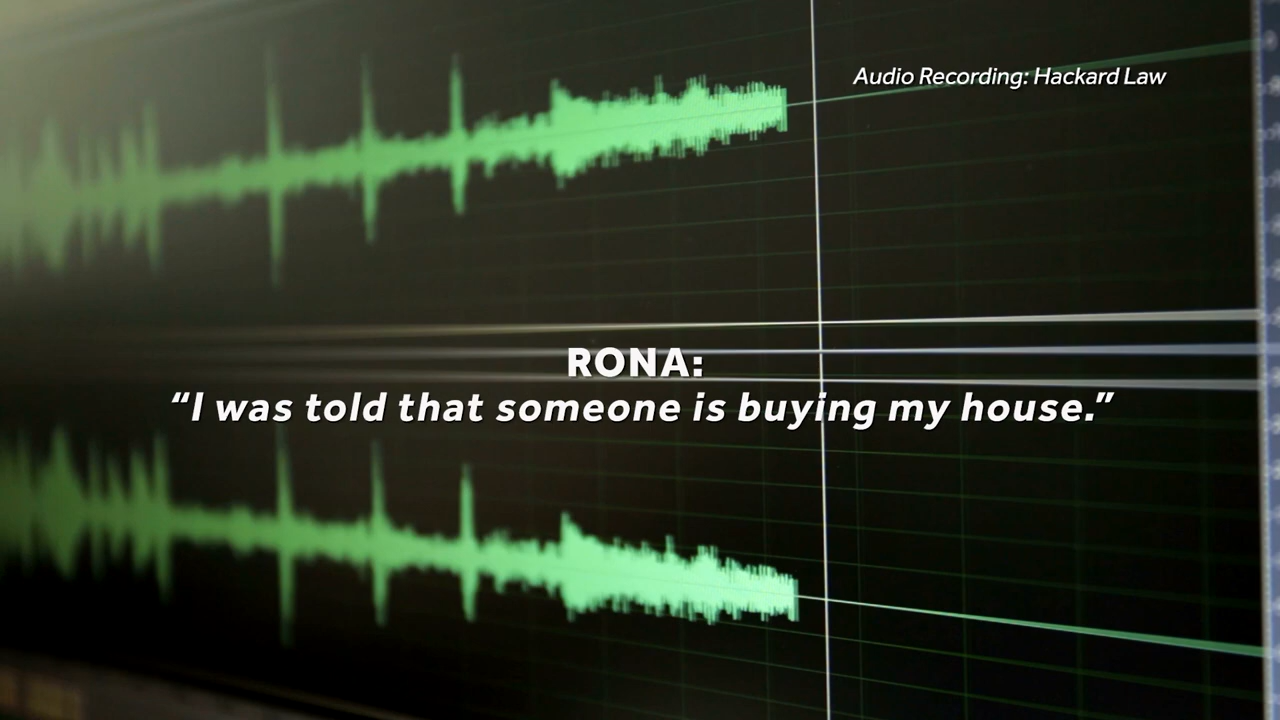 Audio Recording: Hackard Law
RONA:
“I was told that someone is buying my house.”